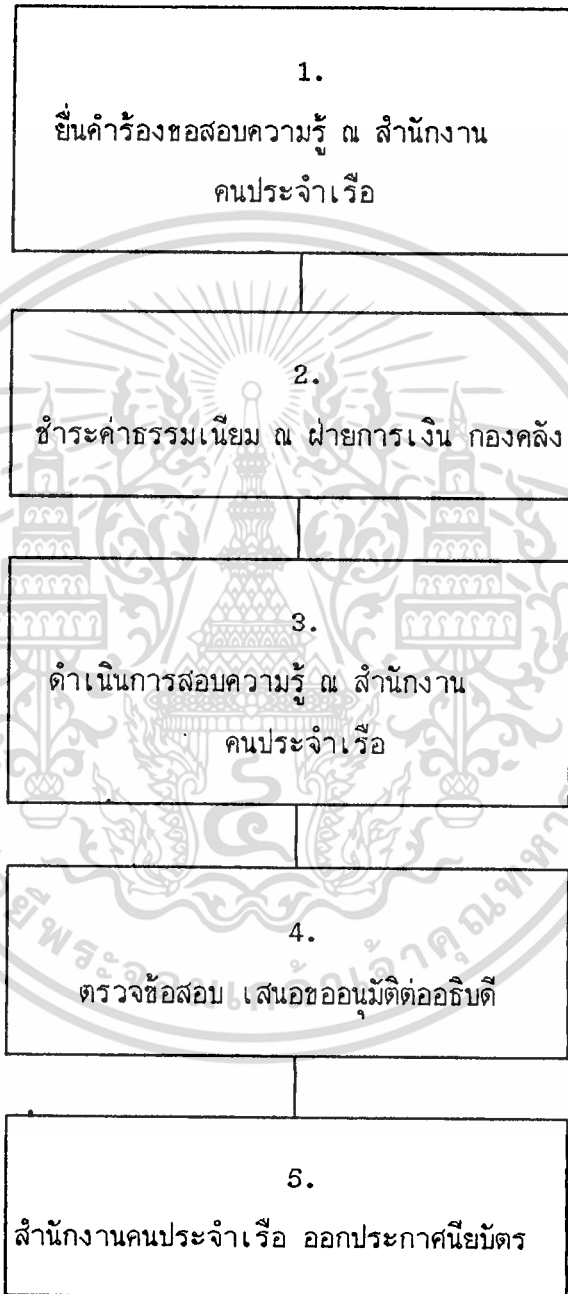 1.
ยื่นคำร้องขอสอบความรู้ ณ สำนักงาน
คนประจำเรือ
2.
ชำระค่าธรรมเนียม ณ ฝ่ายการเงิน กองคลัง
3.
ดำเนินการสอบความรู้ ณ สำนักงาน
คนประจำเรือ
4.
ตรวจข้อสอบ เสนอขออนุมัติต่ออธิบดี
5.
สำนักงานคนประจำเรือ ออกประกาศนียบัตร